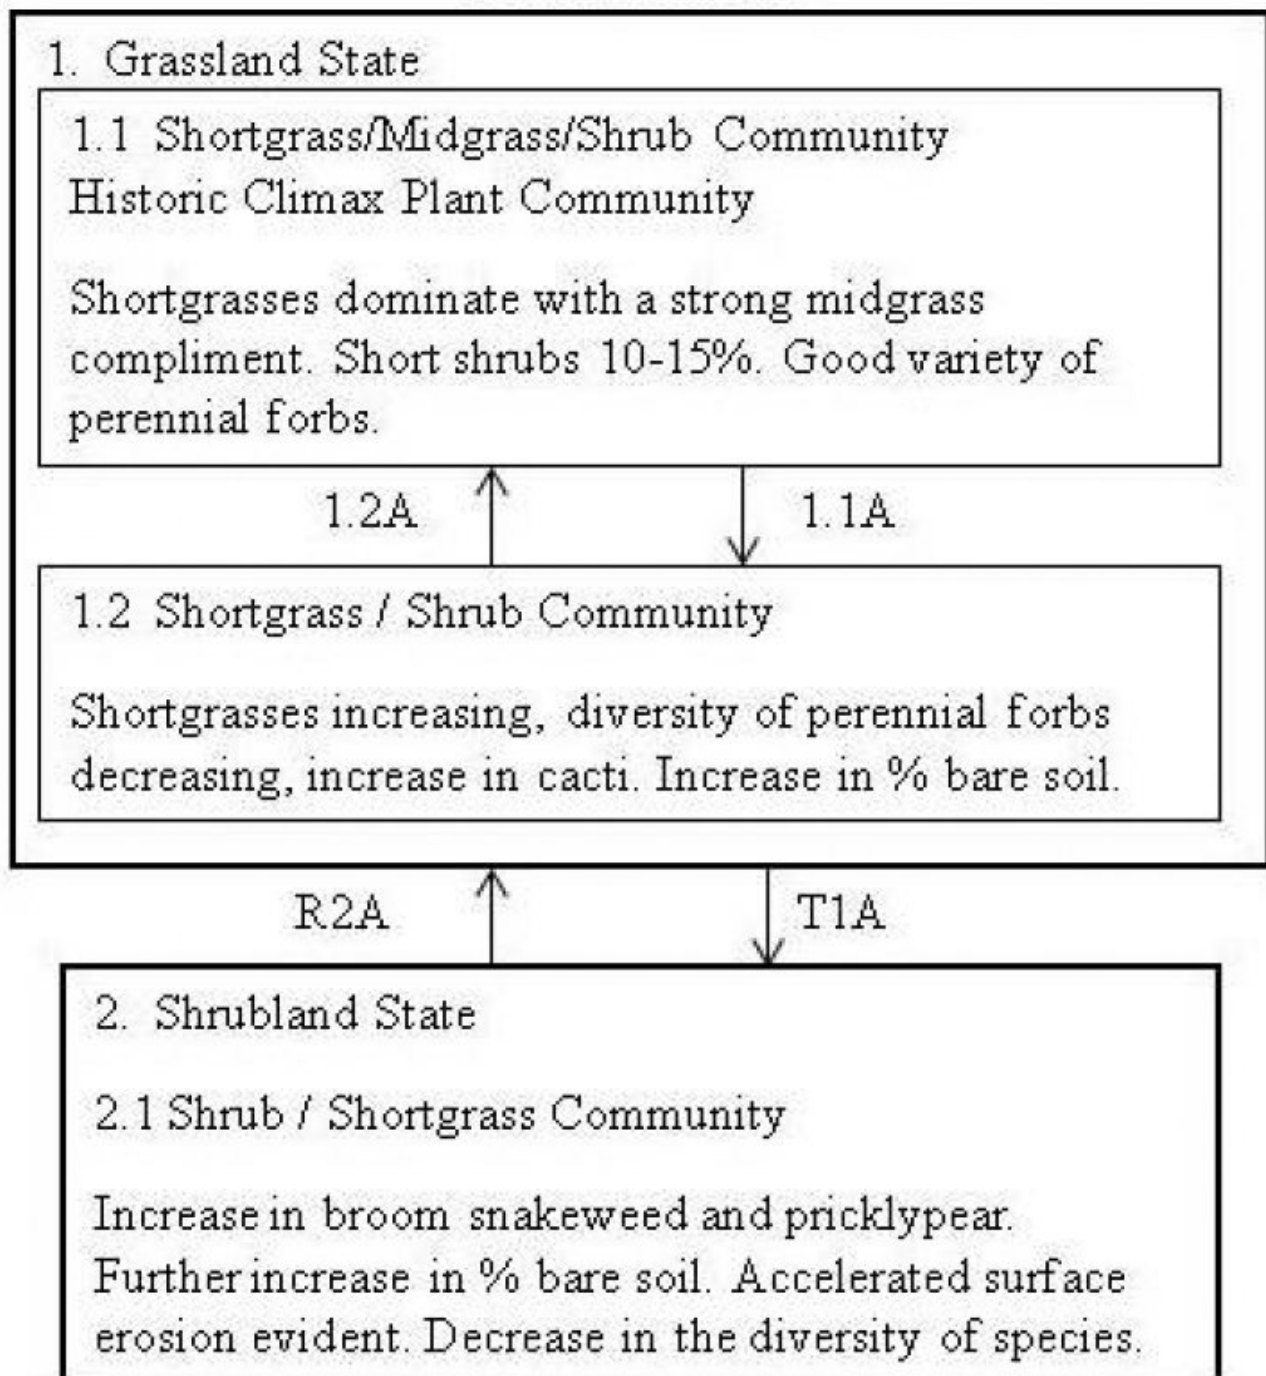 1. Grassland State
1.1 Shortgrass/Midgrass/Shrub Community
Historic Climax Plant Community
Shortgrasses dominate with a strong midgrass
compliment. Short shrubs 10-15%. Good variety of
perennial forbs.
1.2A
1.1A
1.2 Shortgrass / Shrub Community
Shortgrasses increasing, diversity of perennial forbs
decreasing, increase in cacti. Increase in % bare soil.
R2A
T1A
2. Shrubland State
2.1 Shrub / Shortgrass Community
Increase in broom snakeweed and pricklypear.
Further increase in % bare soil. Accelerated surface
erosion evident. Decrease in the diversity of species.